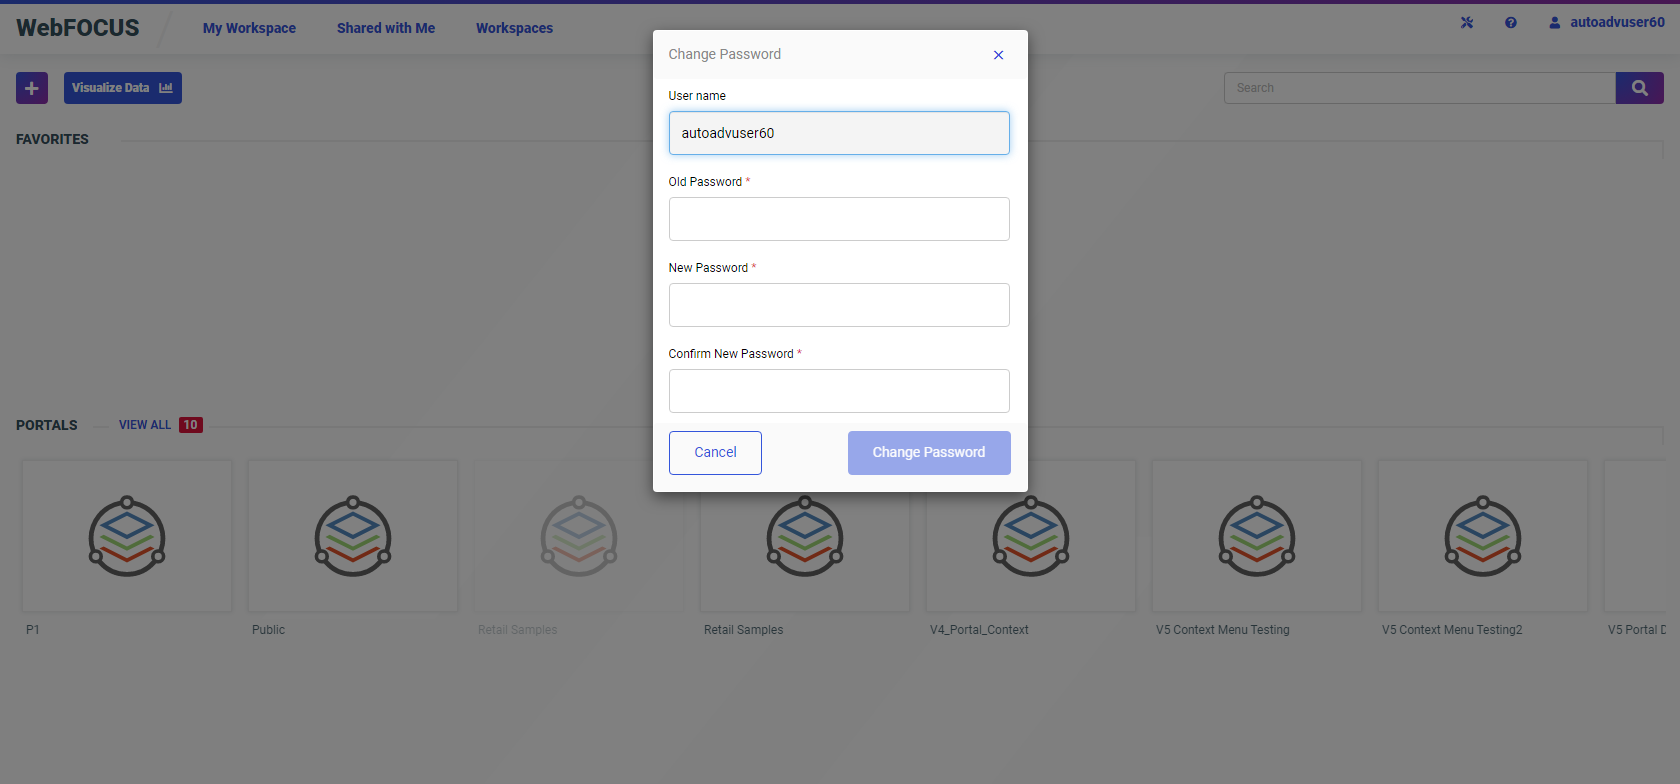 WebFOCUS
My Workspace
Shared with Me
Workspaces
autoadvuser60
Visualize Data
Search
FAVORITES
Change Password
User name
autoadvuser60
Old Password *
New Password *
Confirm New Password *
Cancel
Change Password
PORTALS
VIEW ALL 10
P1
Public
Retail Samples
Retail Samples
V4_Portal_Context
V5 Context Menu Testing
V5 Context Menu Testing2
V5 Portal